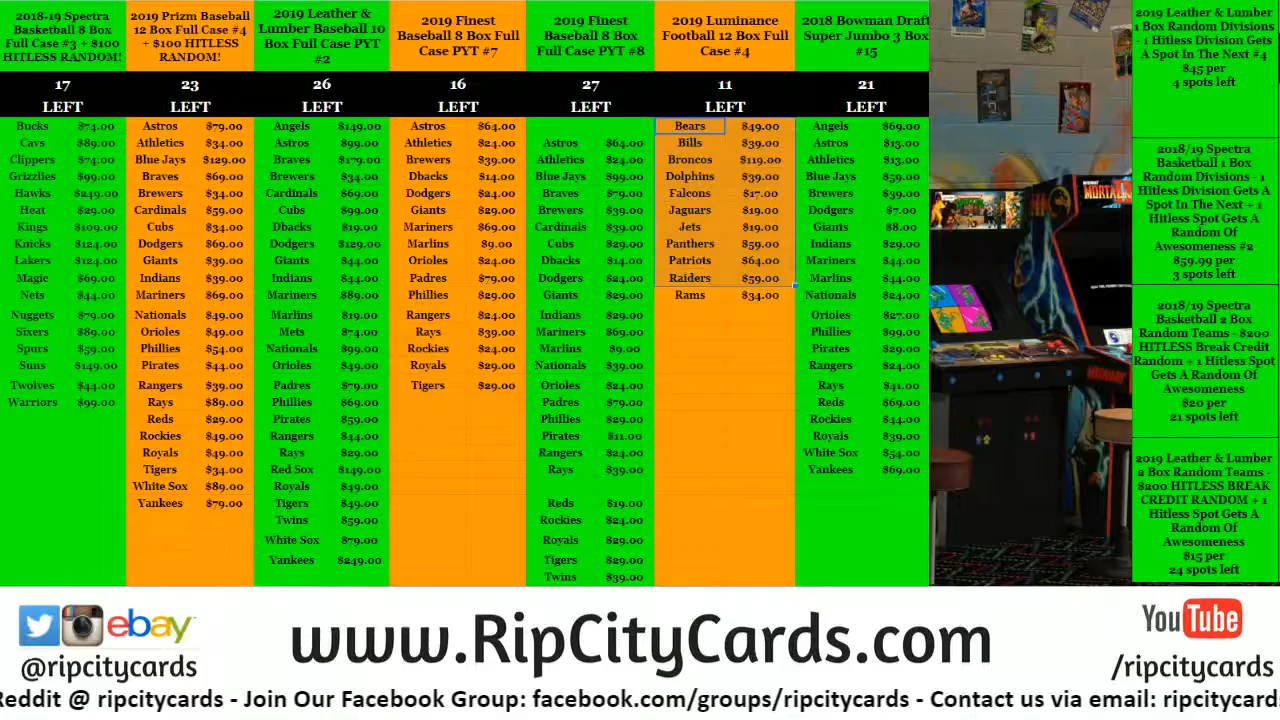 2018-19 Spectra
Basketball 8 Box
Full Case #3 + $100
HITLESS RANDOM!
17
LEFT
Bucks $74.00
Cavs $89.00
Clippers $74.00
Grizzlies $99.00
Hawks $249.00
Heat $29.00
Kings $109.00
Knicks $124.00
Lakers $124.00
Magic $69.00
Nets $44.00
Nuggets $79.00
Sixers $89.00
Spurs $59.00
Suns $149.00
Twolves $44.00
Warriors $99.00
2019 Prizm Baseball
12 Box Full Case #4
+ $100 HITLESS
RANDOM!
23
LEFT
Astros $79.00
Athletics $34.00
Blue Jays $129.00
Braves $69.00
Brewers $34.00
Cardinals $59.00
Cubs $34.00
Dodgers $69.00
Giants $39.00
Indians $39.00
Mariners $69.00
Nationals $49.00
Orioles $49.00
Phillies $54.00
Pirates $44.00
Rangers $39.00
Rays $89.00
Reds $29.00
Rockies $49.00
Royals $49.00
Tigers $34.00
White Sox $89.00
Yankees $79.00
2019 Leather &
Lumber Baseball 10
Box Full Case PYT
#2
26
LEFT
Angels $149.00
Astros $99.00
Braves $179.00
Brewers $34.00
Cardinals $69.00
Cubs $99.00
Dbacks $19.00
Dodgers $129.00
Giants $44.00
Indians $44.00
Mariners $89.00
Marlins $19.00
Mets $74.00
Nationals $99.00
Orioles $49.00
Padres $79.00
Phillies $69.00
Pirates $59.00
Rangers $44.00
Rays $29.00
Red Sox $149.00
Royals $49.00
Tigers $49.00
Twins $59.00
White Sox $79.00
Yankees $249.00
2019 Finest
Baseball 8 Box Full
Case PYT #7
16
LEFT
Astros $64.00
Athletics $24.00
Brewers $39.00
Dbacks $14.00
Dodgers $24.00
Giants $29.00
Mariners $69.00
Marlins $9.00
Orioles $24.00
Padres $79.00
Phillies $29.00
Rangers $24.00
Rays $39.00
Rockies $24.00
Royals $29.00
Tigers $29.00
2019 Finest
Baseball 8 Box
Full Case PYT #8
27
LEFT
Astros $64.00
Athletics $24.00
Blue Jays $99.00
Braves $79.00
Brewers $39.00
Cardinals $39.00
Cubs $29.00
Dbacks $14.00
Dodgers $24.00
Giants $29.00
Indians $29.00
Mariners $69.00
Marlins $9.00
Nationals $39.00
Orioles $24.00
Padres $79.00
Phillies $29.00
Pirates $11.00
Rangers $24.00
Rays $39.00
Reds $19.00
Rockies $24.00
Royals $29.00
Tigers $29.00
Twins $39.00
2019 Luminance
Football 12 Box Full
Case #4
11
LEFT
Bears $49.00
Bills $39.00
Broncos $119.00
Dolphins $39.00
Falcons $17.00
Jaguars $19.00
Jets $19.00
Panthers $59.00
Patriots $64.00
Raiders $59.00
Rams $34.00
2018 Bowman Draft
Super Jumbo 3 Box
#15
21
LEFT
Angels $69.00
Astros $13.00
Athletics $13.00
Blue Jays $59.00
Brewers $39.00
Dodgers $7.00
Giants $8.00
Indians $29.00
Mariners $44.00
Marlins $44.00
Nationals $24.00
Orioles $27.00
Phillies $99.00
Pirates $29.00
Rangers $24.00
Rays $41.00
Reds $69.00
Rockies $44.00
Royals $39.00
White Sox $54.00
Yankees $69.00
MORTAL
MIDWAY
2019 Leather & Lumber
1 Box Random Divisions
- 1 Hitless Division Gets
A Spot In The Next #4
$45 per
4 spots left
2018/19 Spectra
Basketball 1 Box
Random Divisions - 1
Hitless Division Gets A
Spot In The Next + 1
Hitless Spot Gets A
Random Of
Awesomeness #2
$59.99 per
3 spots left
2018/19 Spectra
Basketball 2 Box
Random Teams - $200
HITLESS Break Credit
Random + 1 Hitless Spot
Gets A Random Of
Awesomeness
$20 per
21 spots left
2019 Leather & Lumber
2 Box Random Teams -
$200 HITLESS BREAK
CREDIT RANDOM + 1
Hitless Spot Gets A
Random Of
Awesomeness
$15 per
24 spots left
ebay
@ripcitycards
www.RipCityCards.com
YouTube
/ripcitycards
Reddit @ ripcitycards - Join Our Facebook Group: facebook.com/groups/ripcitycards - Contact us via email: ripcitycards